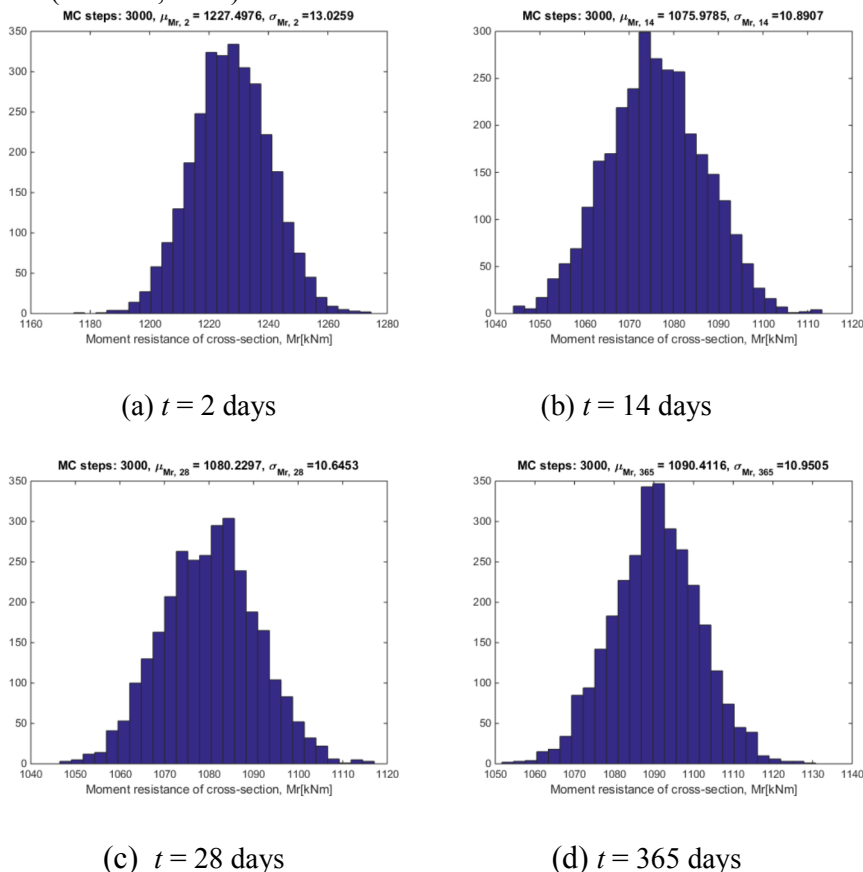 MC steps: 3000, μMr, 2 = 1227.4976, σMr, 2 =13.0259
350
300
250
200
150
100
50
0
1160 1180 1200 1220 1240 1260 1280
Moment resistance of cross-section, Mr[kNm]
(a) t = 2 days
MC steps: 3000, μMr, 14 = 1075.9785, σMr, 14 =10.8907
300
250
200
150
100
50
0
1040 1050 1060 1070 1080 1090 1100 1110 1120
Moment resistance of cross-section, Mr[kNm]
(b) t = 14 days
MC steps: 3000, μMr, 28 = 1080.2297, σMr, 28 =10.6453
350
300
250
200
150
100
50
0
1040 1050 1060 1070 1080 1090 1100 1110 1120
Moment resistance of cross-section, Mr[kNm]
(c) t = 28 days
MC steps: 3000, μMr, 365 = 1090.4116, σMr, 365 =10.9505
350
300
250
200
150
100
50
0
1050 1060 1070 1080 1090 1100 1110 1120 1130 1140
Moment resistance of cross-section, Mr[kNm]
(d) t = 365 days